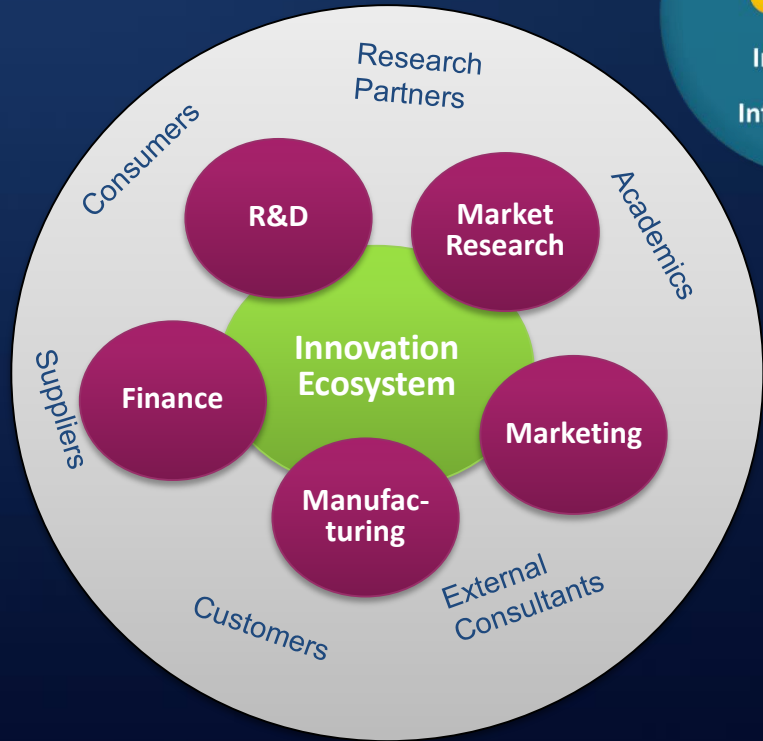 Research
Partners
Consumers
Academics
R&D
Market
Research
Innovation
Ecosystem
Finance
Suppliers
Marketing
Manufac-
turing
External
Consultants
Customers